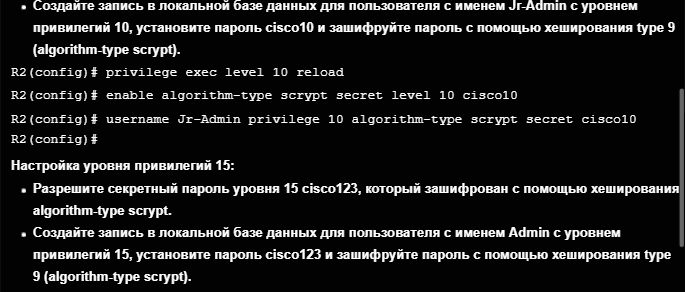 Создайте запись в локальной базе данных для пользователя с именем Jr-Admin с уровнем
привилегий 10, установите пароль cisco10 и зашифруйте пароль с помощью хеширования type 9
(algorithm-type scrypt).
R2(config)# privilege exec level 10 reload
R2(config)# enable algorithm-type scrypt secret level 10 cisco10
R2(config)# username Jr-Admin privilege 10 algorithm-type scrypt secret cisco10
R2(config)#
Настройка уровня привилегий 15:
Разрешите секретный пароль уровня 15 cisco123, который зашифрован с помощью хеширования
algorithm-type scrypt.
Создайте запись в локальной базе данных для пользователя с именем Admin с уровнем
привилегий 15, установите пароль cisco123 и зашифруйте пароль с помощью хеширования type
9 (algorithm-type scrypt).